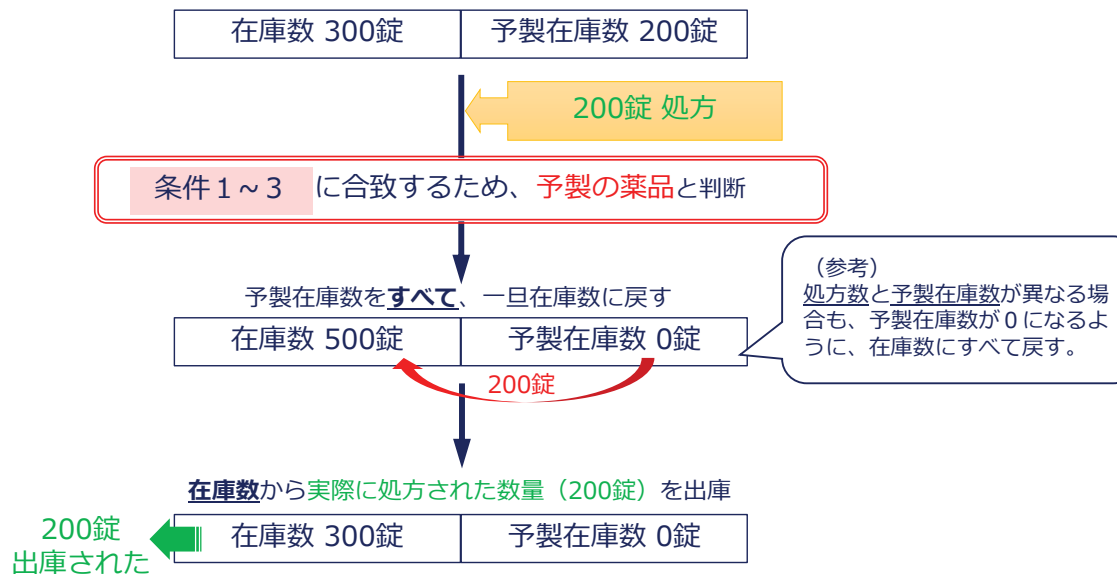 在庫数 300錠 予製在庫数 200錠
200錠 処方
条件１~３ に合致するため、予製の薬品と判断
（参考）
処方数と予製在庫数が異なる場
合も、予製在庫数が０になるよ
うに、在庫数にすべて戻す。
予製在庫数をすべて、一旦在庫数に戻す
在庫数 500錠 予製在庫数 0錠
200錠
在庫数から実際に処方された数量（200錠）を出庫
200錠
出庫された
在庫数 300錠 予製在庫数 0錠